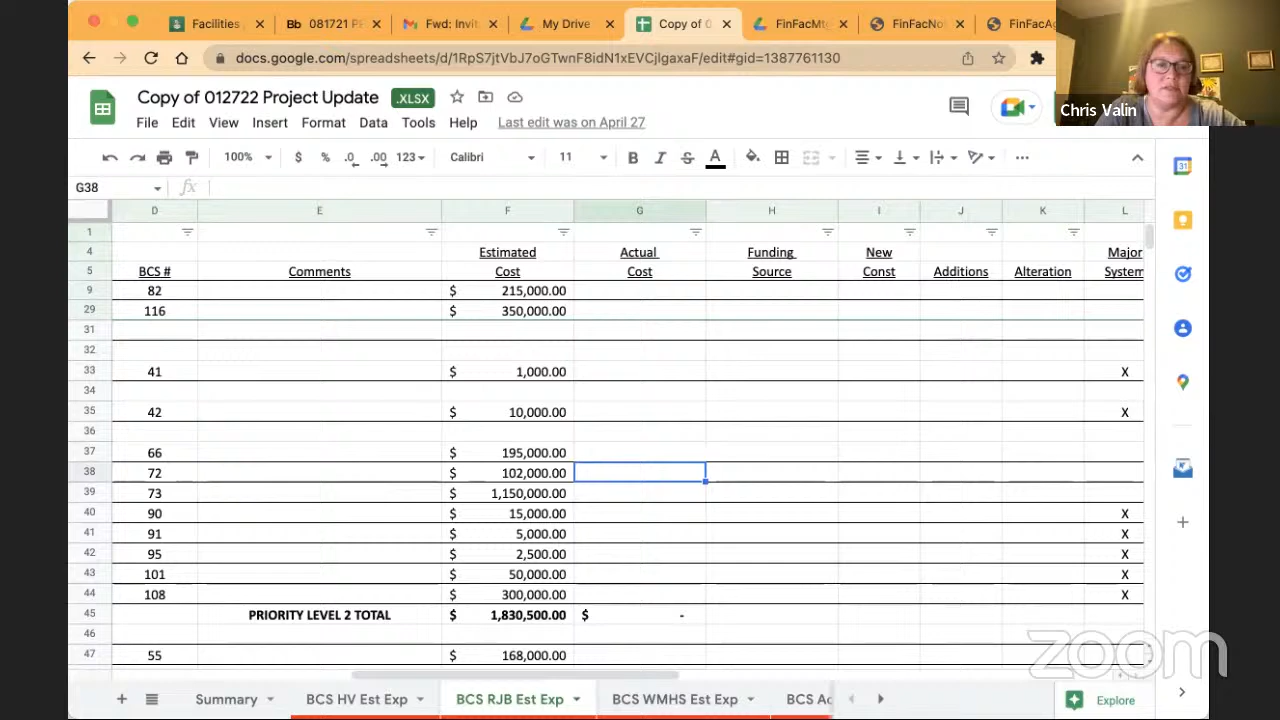 Facilities
Bb 081721 PF
Fwd: Invit
My Drive
Copy of 0
FinFacMtg
FinFacNo
FinFacAg
docs.google.com/spreadsheets/d/1RpS7jtVbJ7oGTwnF8idN1xEVCjlgaxaF/edit#gid=1387761130
Chris Valin
Copy of 012722 Project Update .XLSX
File Edit View Insert Format Data Tools Help Last edit was on April 27
100% $ % .0 .00 123 Calibri 11 B I S A
31
G38 fx
D E F G H I J K L
1
4 Estimated Actual Funding New Major
5 BCS # Comments Cost Cost Source Const Additions Alteration System
9 82 $ 215,000.00
29 116 $ 350,000.00
31
32
33 41 $ 1,000.00 X
34
35 42 $ 10,000.00 X
36
37 66 $ 195,000.00
38 72 $ 102,000.00
39 73 $ 1,150,000.00
40 90 $ 15,000.00 X
41 91 $ 5,000.00 X
42 95 $ 2,500.00 X
43 101 $ 50,000.00 X
44 108 $ 300,000.00 X
45 PRIORITY LEVEL 2 TOTAL $ 1,830,500.00 $ -
46
47 55 $ 168,000.00
zoom
Summary BCS HV Est Exp BCS RJB Est Exp BCS WMHS Est Exp BCS Ac Explore